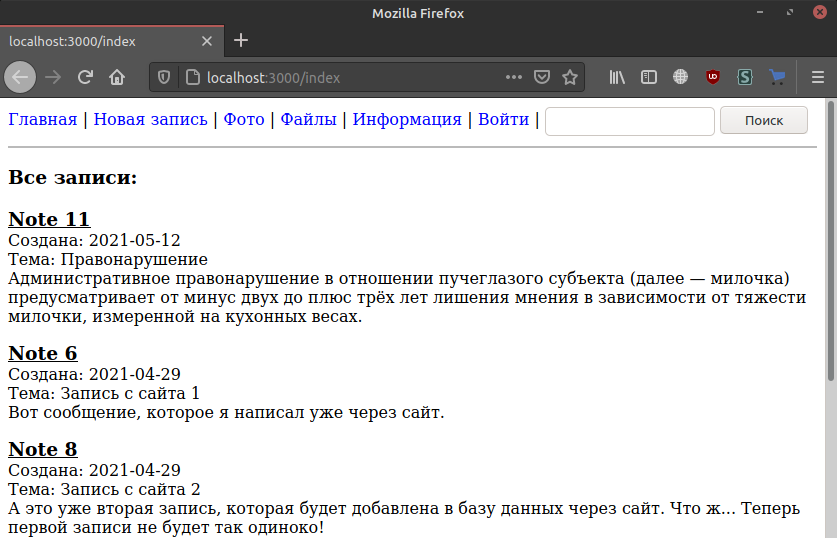 Mozilla Firefox
localhost:3000/index
localhost:3000/index
Главная | Новая запись | Фото | Файлы | Информация | Войти | Поиск
Все записи:
Note 11
Создана: 2021-05-12
Тема: Правонарушение
Административное правонарушение в отношении пучеглазого субъекта (далее — милочка)
предусматривает от минус двух до плюс трёх лет лишения мнения в зависимости от тяжести
милочки, измеренной на кухонных весах.
Note 6
Создана: 2021-04-29
Тема: Запись с сайта 1
Вот сообщение, которое я написал уже через сайт.
Note 8
Создана: 2021-04-29
Тема: Запись с сайта 2
А это уже вторая запись, которая будет добавлена в базу данных через сайт. Что ж... Теперь
первой записи не будет так одиноко!